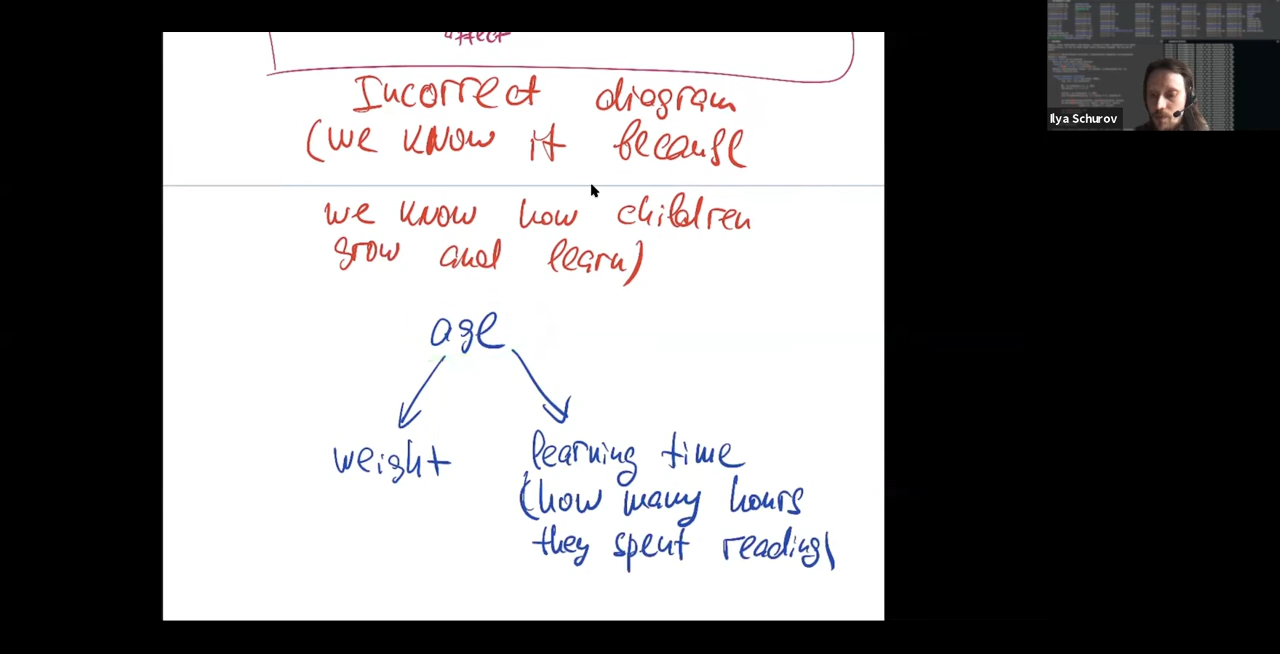 affect
Incorrect diagram
(we know it because
we know how children
grow and learn)
age
weight
learning time
(how many hours
they spent reading)
Ilya Schurov